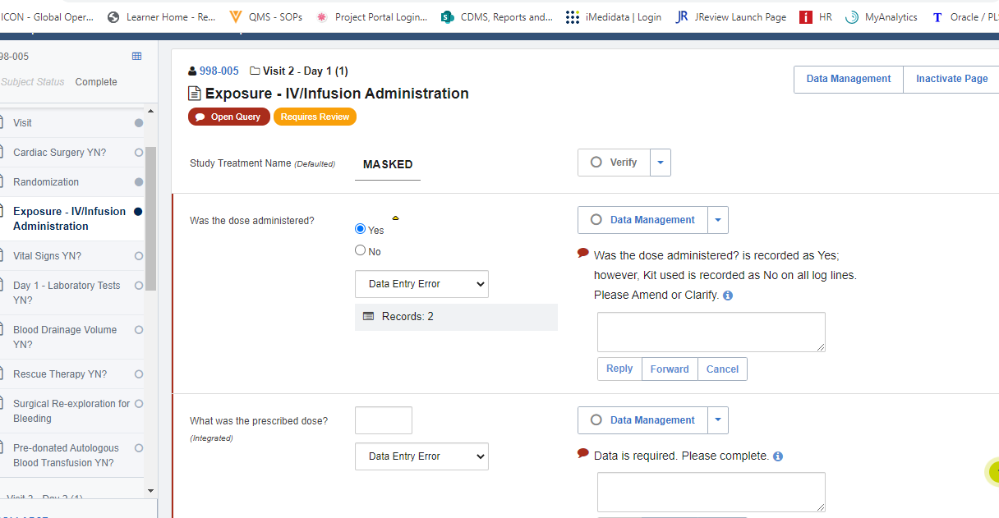 ICON - Global Oper...
Learner Home - Re...
QMS - SOPs
Project Portal Login...
CDMS, Reports and...
iMedidata | Login
JR JReview Launch Page
HR
MyAnalytics
T Oracle / PL
98-005
Subject Status Complete
Visit
Cardiac Surgery YN?
Randomization
Exposure - IV/Infusion
Administration
Vital Signs YN?
Day 1 - Laboratory Tests
YN?
Blood Drainage Volume
YN?
Rescue Therapy YN?
Surgical Re-exploration for
Bleeding
Pre-donated Autologous
Blood Transfusion YN?
998-005 Visit 2 - Day 1 (1)
Exposure - IV/Infusion Administration
Open Query Requires Review
Data Management Inactivate Page
Study Treatment Name (Defaulted) MASKED
Verify
Was the dose administered?
Yes
No
Data Entry Error
Records: 2
Data Management
Was the dose administered? is recorded as Yes;
however, Kit used is recorded as No on all log lines.
Please Amend or Clarify.
Reply Forward Cancel
What was the prescribed dose?
(Integrated)
Data Entry Error
Data Management
Data is required. Please complete.